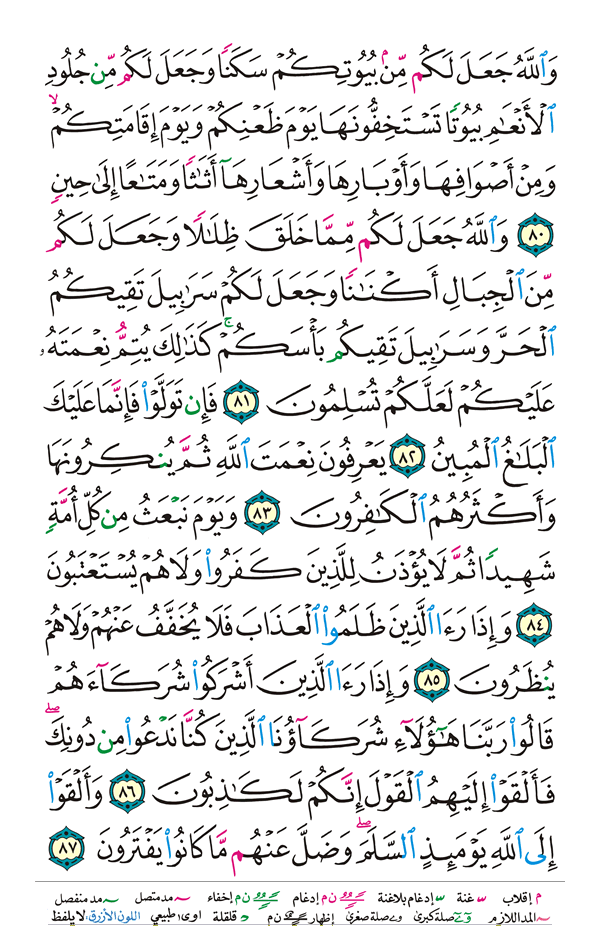 وَٱللَّهُ جَعَلَ لَكُم مِّنۢ بُيُوتِكُمْ سَكَنًا وَجَعَلَ لَكُم مِّن جُلُودِ
ٱلْأَنْعَٰمِ بُيُوتًا تَسْتَخِفُّونَهَا يَوْمَ ظَعْنِكُمْ وَيَوْمَ إِقَامَتِكُمْ ۙ
وَمِنْ أَصْوَافِهَا وَأَوْبَارِهَا وَأَشْعَارِهَآ أَثَٰثًا وَمَتَٰعًا إِلَىٰ حِينٍ
٨٠ وَٱللَّهُ جَعَلَ لَكُم مِّمَّا خَلَقَ ظِلَٰلًا وَجَعَلَ لَكُم
مِّنَ ٱلْجِبَالِ أَكْنَٰنًا وَجَعَلَ لَكُمْ سَرَٰبِيلَ تَقِيكُمُ
ٱلْحَرَّ وَسَرَٰبِيلَ تَقِيكُم بَأْسَكُمْ ۚ كَذَٰلِكَ يُتِمُّ نِعْمَتَهُۥ
عَلَيْكُمْ لَعَلَّكُمْ تُسْلِمُونَ ٨١ فَإِن تَوَلَّوْا۟ فَإِنَّمَا عَلَيْكَ
ٱلْبَلَٰغُ ٱلْمُبِينُ ٨٢ يَعْرِفُونَ نِعْمَتَ ٱللَّهِ ثُمَّ يُنكِرُونَهَا
وَأَكْثَرُهُمُ ٱلْكَٰفِرُونَ ٨٣ وَيَوْمَ نَبْعَثُ مِن كُلِّ أُمَّةٍ
شَهِيدًا ثُمَّ لَا يُؤْذَنُ لِلَّذِينَ كَفَرُوا۟ وَلَا هُمْ يُسْتَعْتَبُونَ
٨٤ وَإِذَا رَءَا ٱلَّذِينَ ظَلَمُوا۟ ٱلْعَذَابَ فَلَا يُخَفَّفُ عَنْهُمْ وَلَا هُمْ
يُنظَرُونَ ٨٥ وَإِذَا رَءَا ٱلَّذِينَ أَشْرَكُوا۟ شُرَكَآءَهُمْ
قَالُوا۟ رَبَّنَا هَٰٓؤُلَآءِ شُرَكَآؤُنَا ٱلَّذِينَ كُنَّا نَدْعُوا۟ مِن دُونِكَ ۖ
فَأَلْقَوْا۟ إِلَيْهِمُ ٱلْقَوْلَ إِنَّكُمْ لَكَٰذِبُونَ ٨٦ وَأَلْقَوْا۟
إِلَى ٱللَّهِ يَوْمَئِذٍ ٱلسَّلَمَ ۖ وَضَلَّ عَنْهُم مَّا كَانُوا۟ يَفْتَرُونَ ٨٧
م إقلاب غنة إدغام بلاغنة ن م إدغام ن م إخفاء مد متصل مد منفصل
المد اللازم صلة كبرى صلة صغرى إظهار ن م قلقلة اوى طبيعي اللون الأزرق: لا يلفظ